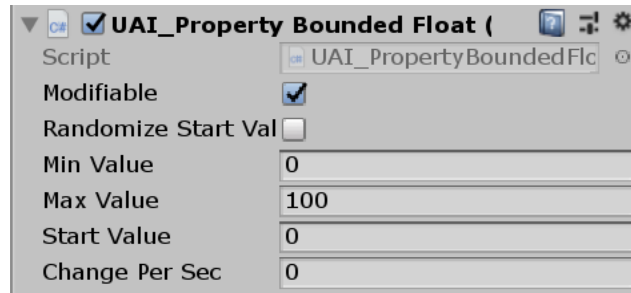 UAI_Property Bounded Float (
Script UAI_PropertyBoundedFlc
Modifiable
Randomize Start Val
Min Value 0
Max Value 100
Start Value 0
Change Per Sec 0